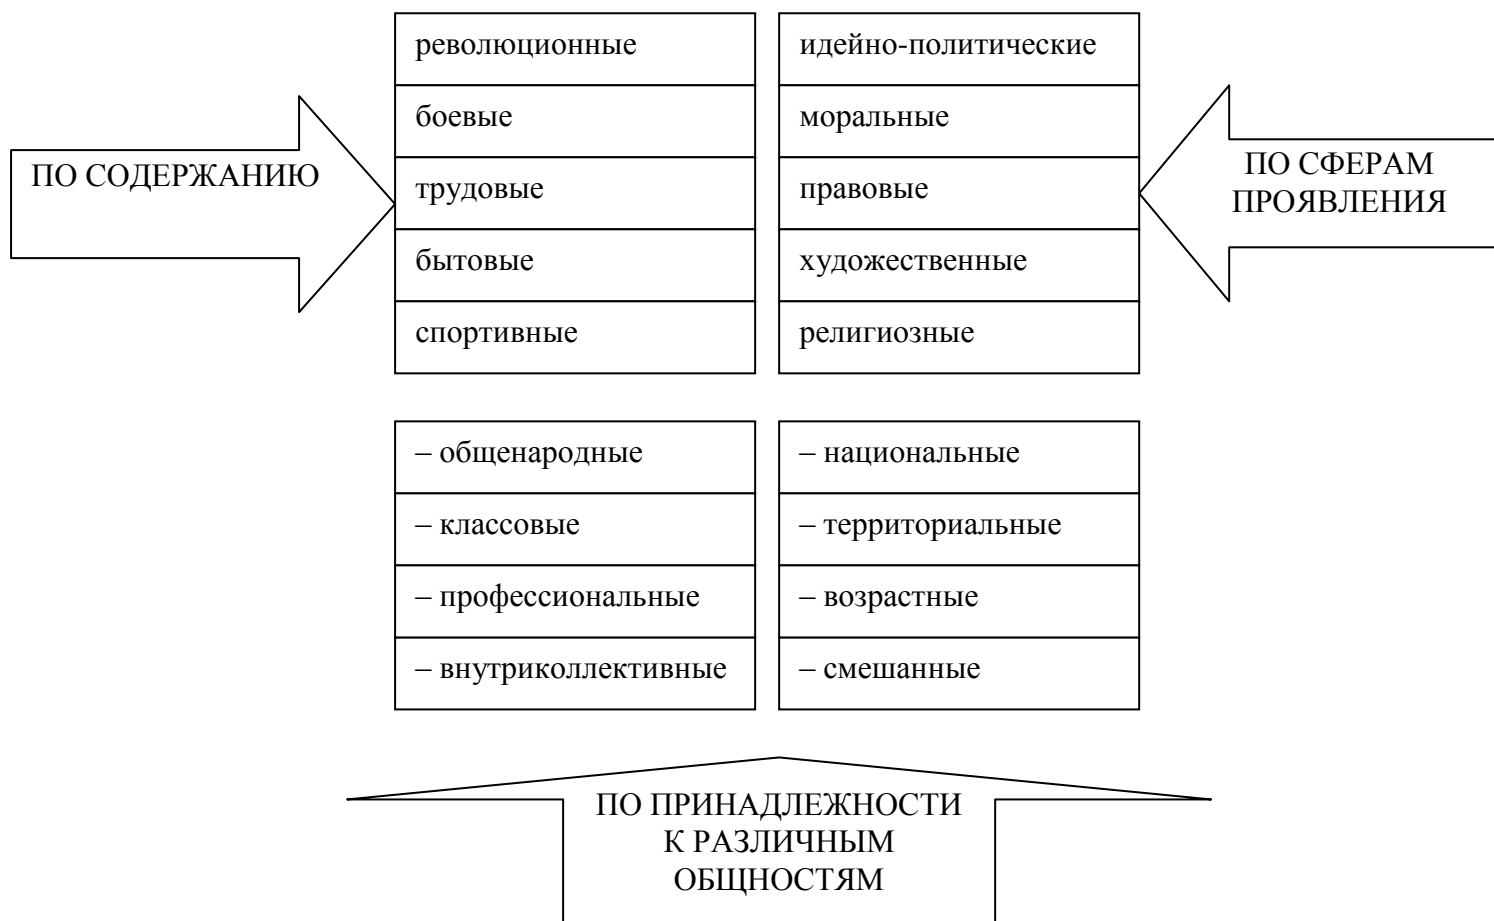 ПО СОДЕРЖАНИЮ
революционные
боевые
трудовые
бытовые
спортивные
идейно-политические
моральные
правовые
художественные
религиозные
ПО СФЕРАМ
ПРОЯВЛЕНИЯ
– общенародные
– классовые
– профессиональные
– внутриколлективные
– национальные
– территориальные
– возрастные
– смешанные
ПО ПРИНАДЛЕЖНОСТИ
К РАЗЛИЧНЫМ
ОБЩНОСТЯМ